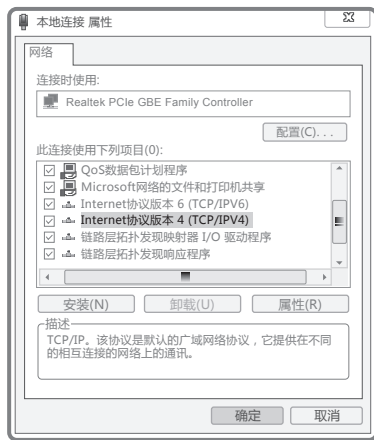 本地连接 属性
网络
连接时使用:
Realtek PCIe GBE Family Controller
配置(C)...
此连接使用下列项目(0):
QoS数据包计划程序
Microsoft网络的文件和打印机共享
Internet协议版本 6 (TCP/IPV6)
Internet协议版本 4 (TCP/IPV4)
链路层拓扑发现映射器 I/O 驱动程序
链路层拓扑发现响应程序
安装(N)
卸载(U)
属性(R)
描述
TCP/IP。该协议是默认的广域网络协议，它提供在不同
的相互连接的网络上的通讯。
确定
取消